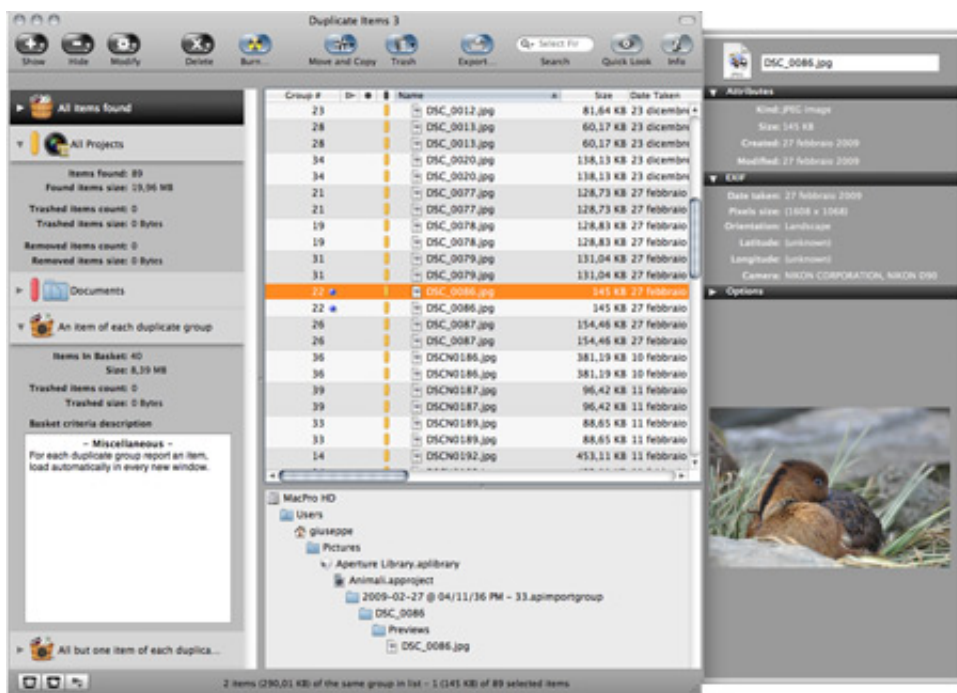 Duplicate Items 3
Show Hide Modify Delete Burn... Move and Copy Trash Export... Search Quick Look Info
All items found
All Projects
Items found: 89
Found items size: 19,96 MB
Trashed items count: 0
Trashed items size: 0 Bytes
Removed items count: 0
Removed items size: 0 Bytes
Documents
An item of each duplicate group
Items in Basket: 40
Size: 8,39 MB
Trashed items count: 0
Trashed size: 0 Bytes
Basket criteria description
– Miscellaneous –
For each duplicate group report an item,
load automatically in every new window.
All but one item of each duplica...
Group # Name Size Date Taken
23 DSC_0012.jpg 81,64 KB 23 dicembre
28 DSC_0013.jpg 60,17 KB 23 dicembre
28 DSC_0013.jpg 60,17 KB 23 dicembre
34 DSC_0020.jpg 138,13 KB 23 dicembre
34 DSC_0020.jpg 138,13 KB 23 dicembre
21 DSC_0077.jpg 128,73 KB 27 febbraio
21 DSC_0077.jpg 128,73 KB 27 febbraio
19 DSC_0078.jpg 128,83 KB 27 febbraio
19 DSC_0078.jpg 128,83 KB 27 febbraio
31 DSC_0079.jpg 131,04 KB 27 febbraio
31 DSC_0079.jpg 131,04 KB 27 febbraio
22 DSC_0086.jpg 145 KB 27 febbraio
22 DSC_0086.jpg 145 KB 27 febbraio
26 DSC_0087.jpg 154,46 KB 27 febbraio
26 DSC_0087.jpg 154,46 KB 27 febbraio
36 DSCN0186.jpg 381,19 KB 10 febbraio
36 DSCN0186.jpg 381,19 KB 10 febbraio
39 DSCN0187.jpg 96,42 KB 11 febbraio
39 DSCN0187.jpg 96,42 KB 11 febbraio
33 DSCN0189.jpg 88,65 KB 11 febbraio
33 DSCN0189.jpg 88,65 KB 11 febbraio
14 DSCN0192.jpg 453,11 KB 11 febbraio
MacPro HD
Users
giuseppe
Pictures
Aperture Library.aplibrary
Animali.approject
2009-02-27 @ 04/11/36 PM – 33.apimportgroup
DSC_0086
Previews
DSC_0086.jpg
2 items (290,01 KB) of the same group in list – 1 (145 KB) of 89 selected items
DSC_0086.jpg
Attributes
Kind: JPEG image
Size: 145 KB
Created: 27 febbraio 2009
Modified: 27 febbraio 2009
EXIF
Date taken: 27 febbraio 2009
Pixels size: (1608 x 1068)
Orientation: Landscape
Latitude: (unknown)
Longitude: (unknown)
Camera: NIKON CORPORATION, NIKON D90
Options